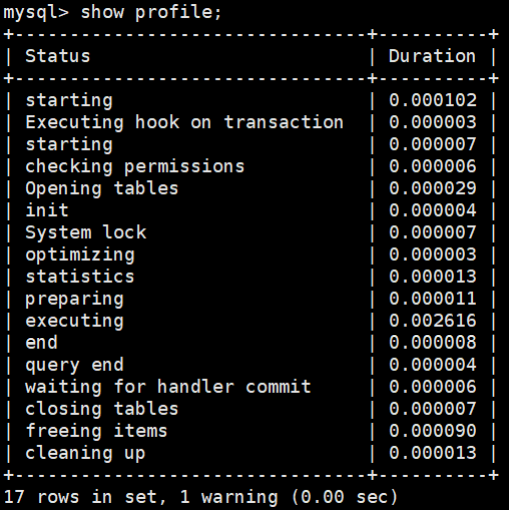 mysql> show profile;
+--------------------------------+----------+
| Status                         | Duration |
+--------------------------------+----------+
| starting                       | 0.000102 |
| Executing hook on transaction  | 0.000003 |
| starting                       | 0.000007 |
| checking permissions           | 0.000006 |
| Opening tables                 | 0.000029 |
| init                           | 0.000004 |
| System lock                    | 0.000007 |
| optimizing                     | 0.000003 |
| statistics                     | 0.000013 |
| preparing                      | 0.000011 |
| executing                      | 0.002616 |
| end                            | 0.000008 |
| query end                      | 0.000004 |
| waiting for handler commit     | 0.000006 |
| closing tables                 | 0.000007 |
| freeing items                  | 0.000090 |
| cleaning up                    | 0.000013 |
+--------------------------------+----------+
17 rows in set, 1 warning (0.00 sec)